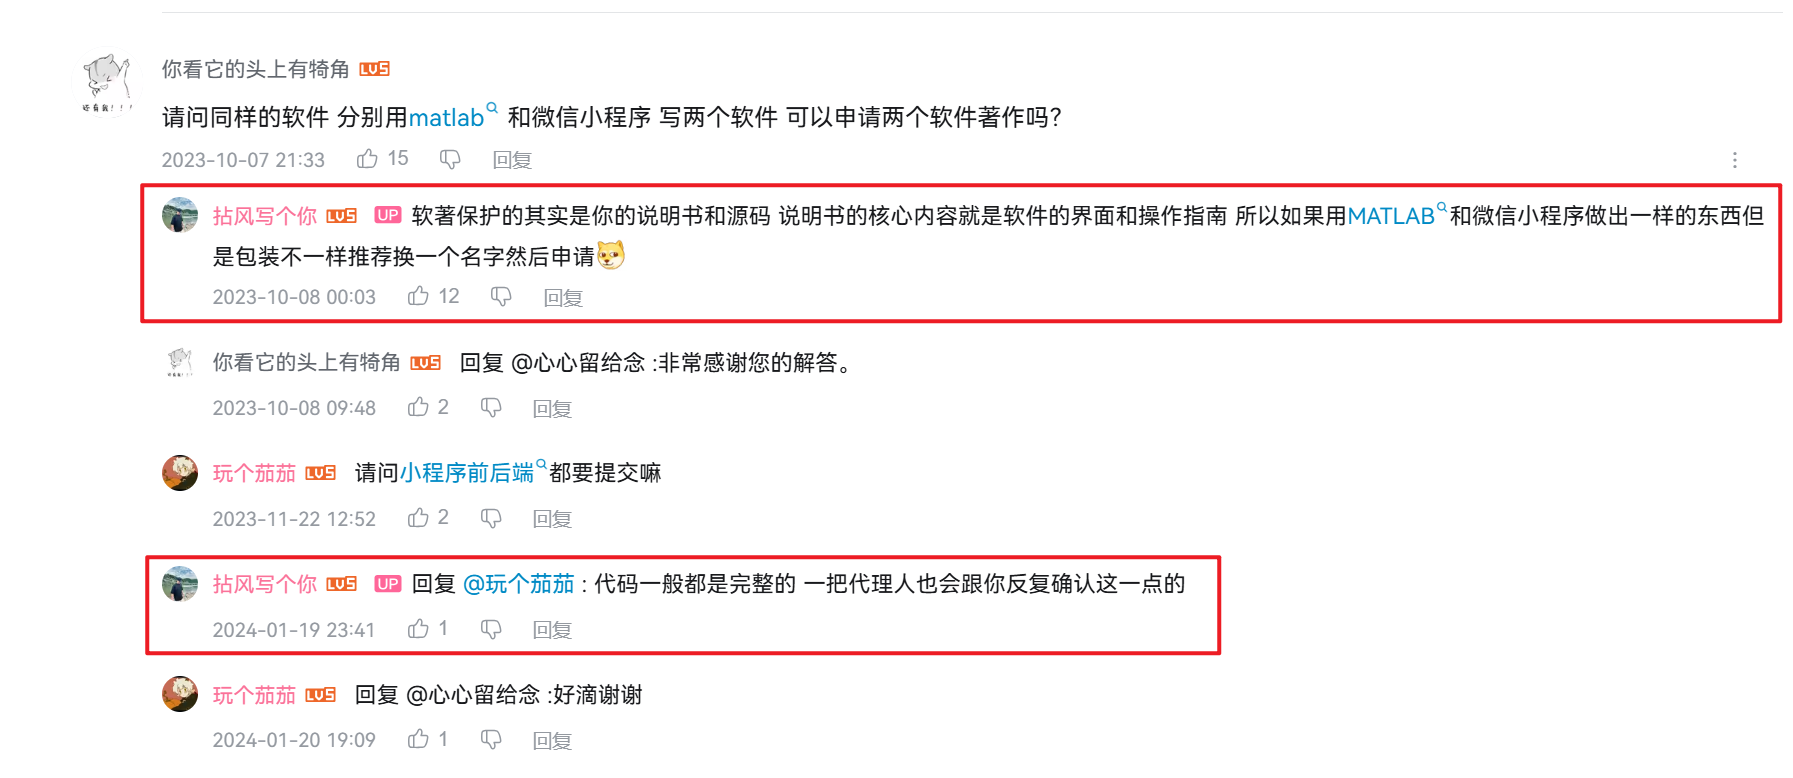 你看它的头上有犄角 LV5
请问同样的软件 分别用matlab 和微信小程序 写两个软件 可以申请两个软件著作吗?
2023-10-07 21:33 15 回复
拈风写个你 LV5 UP 软著保护的其实是你的说明书和源码 说明书的核心内容就是软件的界面和操作指南 所以如果用MATLAB和微信小程序做出一样的东西但
是包装不一样推荐换一个名字然后申请
2023-10-08 00:03 12 回复
你看它的头上有犄角 LV5 回复 @心心留给念 :非常感谢您的解答。
2023-10-08 09:48 2 回复
玩个茄茄 LV5 请问小程序前后端都要提交嘛
2023-11-22 12:52 2 回复
拈风写个你 LV5 UP 回复 @玩个茄茄 : 代码一般都是完整的 一把代理人也会跟你反复确认这一点的
2024-01-19 23:41 1 回复
玩个茄茄 LV5 回复 @心心留给念 :好滴谢谢
2024-01-20 19:09 1 回复